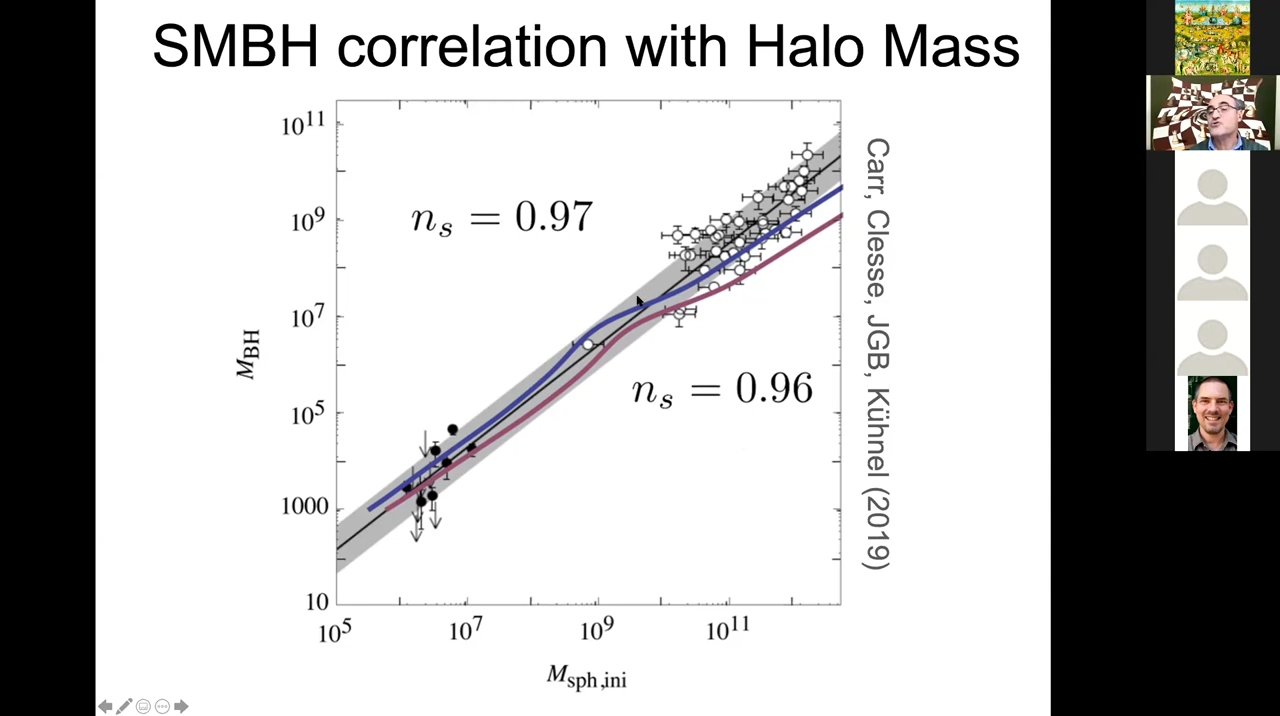 SMBH correlation with Halo Mass
10¹¹
10⁹
10⁷
10⁵
1000
10
M_BH
n_s = 0.97
n_s = 0.96
10⁵ 10⁷ 10⁹ 10¹¹
M_sph,ini
Carr, Clesse, JGB, Kühnel (2019)